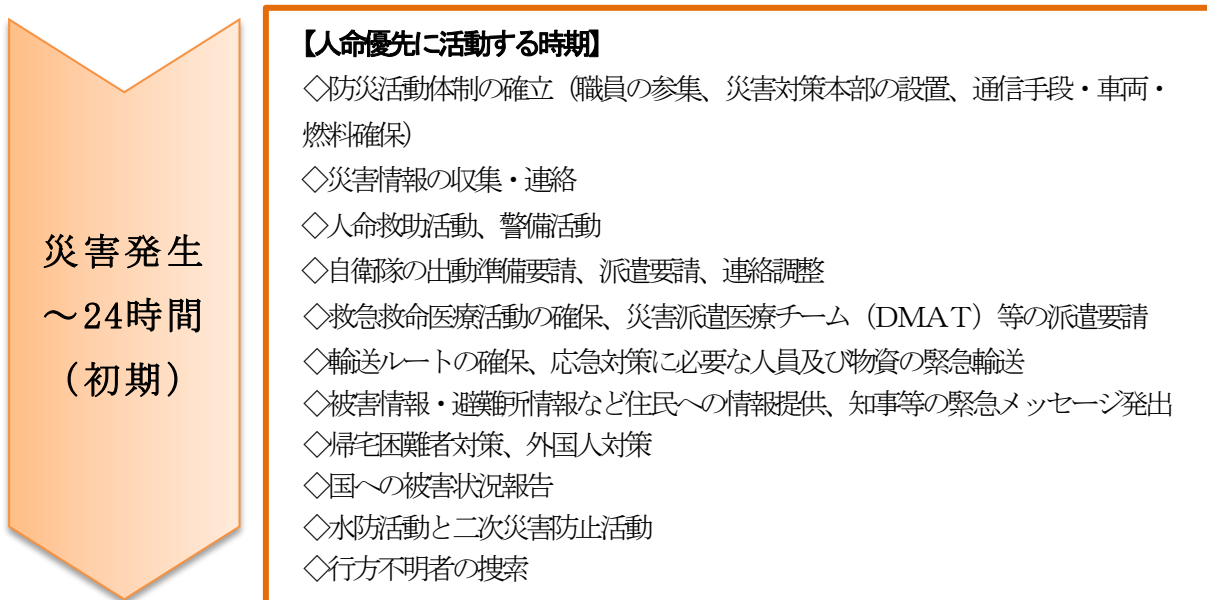 災害発生
～24時間
（初期）
【人命優先に活動する時期】
◇防災活動体制の確立（職員の参集、災害対策本部の設置、通信手段・車両・
燃料確保）
◇災害情報の収集・連絡
◇人命救助活動、警備活動
◇自衛隊の出動準備要請、派遣要請、連絡調整
◇救急救命医療活動の確保、災害派遣医療チーム（DMAT）等の派遣要請
◇輸送ルートの確保、応急対策に必要な人員及び物資の緊急輸送
◇被害情報・避難所情報など住民への情報提供、知事等の緊急メッセージ発出
◇帰宅困難者対策、外国人対策
◇国への被害状況報告
◇水防活動と二次災害防止活動
◇行方不明者の捜索